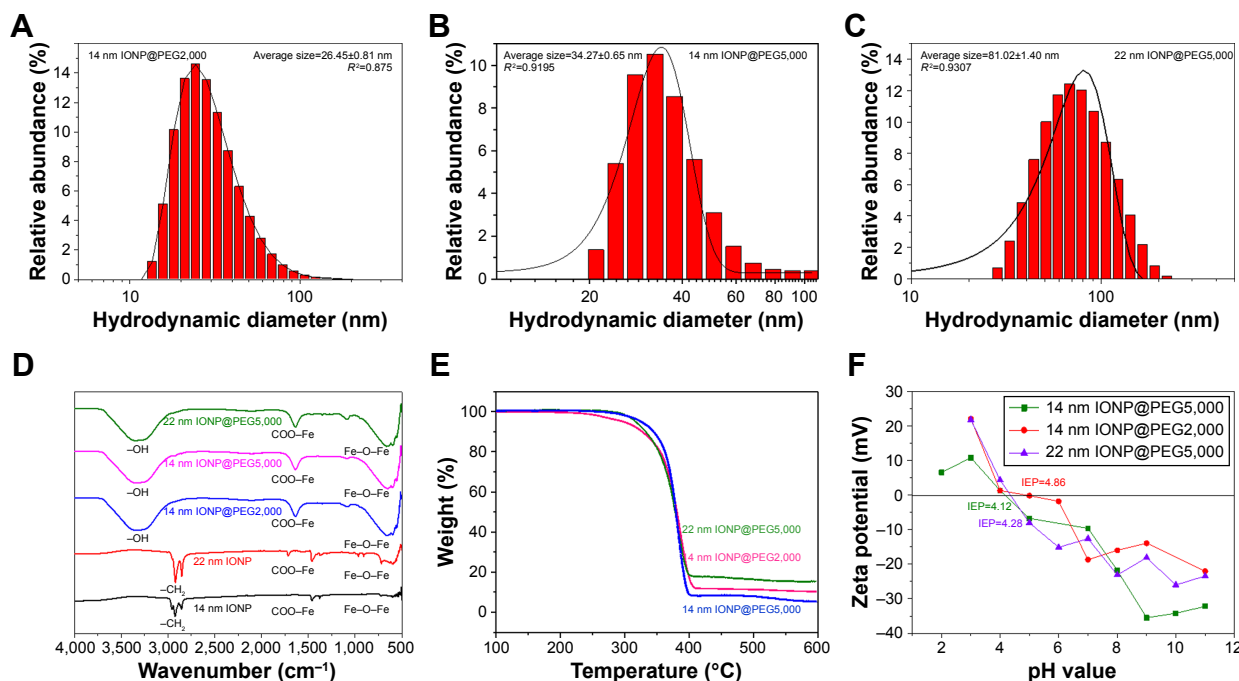 A
14 nm IONP@PEG2,000
Average size=26.45±0.81 nm
R²=0.875
Relative abundance (%)
14
12
10
8
6
4
2
0
10
100
Hydrodynamic diameter (nm)
B
Average size=34.27±0.65 nm
R²=0.9195
14 nm IONP@PEG5,000
Relative abundance (%)
10
8
6
4
2
0
20
40
60
80
100
Hydrodynamic diameter (nm)
C
Average size=81.02±1.40 nm
R²=0.9307
22 nm IONP@PEG5,000
Relative abundance (%)
14
12
10
8
6
4
2
0
10
100
Hydrodynamic diameter (nm)
D
22 nm IONP@PEG5,000
–OH
COO–Fe
Fe–O–Fe
14 nm IONP@PEG5,000
–OH
COO–Fe
Fe–O–Fe
14 nm IONP@PEG2,000
–OH
COO–Fe
Fe–O–Fe
22 nm IONP
–CH₂
COO–Fe
Fe–O–Fe
14 nm IONP
–CH₂
COO–Fe
Fe–O–Fe
4,000
3,500
3,000
2,500
2,000
1,500
1,000
500
Wavenumber (cm⁻¹)
E
Weight (%)
100
80
60
40
20
0
22 nm IONP@PEG5,000
14 nm IONP@PEG2,000
14 nm IONP@PEG5,000
100
200
300
400
500
600
Temperature (°C)
F
Zeta potential (mV)
30
20
10
0
–10
–20
–30
–40
14 nm IONP@PEG5,000
14 nm IONP@PEG2,000
22 nm IONP@PEG5,000
IEP=4.86
IEP=4.12
IEP=4.28
2
4
6
8
10
12
pH value